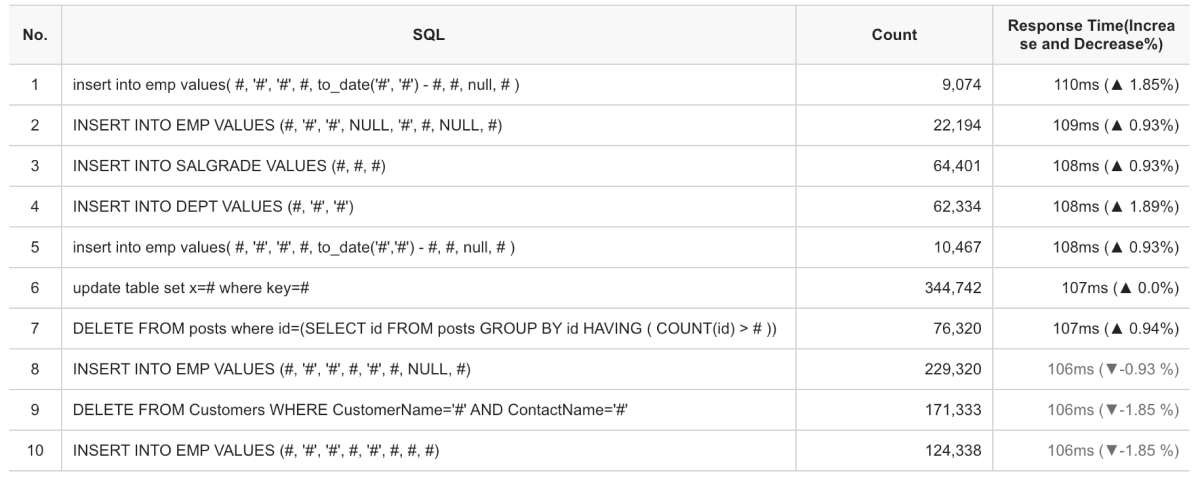 No. SQL Count Response Time(Increa
se and Decrease%)
1 insert into emp values( #, '#', '#', #, to_date('#', '#') - #, #, null, # ) 9,074 110ms (▲ 1.85%)
2 INSERT INTO EMP VALUES (#, '#', '#', NULL, '#', #, NULL, #) 22,194 109ms (▲ 0.93%)
3 INSERT INTO SALGRADE VALUES (#, #, #) 64,401 108ms (▲ 0.93%)
4 INSERT INTO DEPT VALUES (#, '#', '#') 62,334 108ms (▲ 1.89%)
5 insert into emp values( #, '#', '#', #, to_date('#','#') - #, #, null, # ) 10,467 108ms (▲ 0.93%)
6 update table set x=# where key=# 344,742 107ms (▲ 0.0%)
7 DELETE FROM posts where id=(SELECT id FROM posts GROUP BY id HAVING ( COUNT(id) > # )) 76,320 107ms (▲ 0.94%)
8 INSERT INTO EMP VALUES (#, '#', '#', #, '#', #, NULL, #) 229,320 106ms (▼-0.93 %)
9 DELETE FROM Customers WHERE CustomerName='#' AND ContactName='#' 171,333 106ms (▼-1.85 %)
10 INSERT INTO EMP VALUES (#, '#', '#', #, '#', #, #, #) 124,338 106ms (▼-1.85 %)